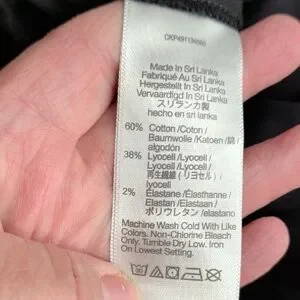 Made In Sri Lanka
Fabriqué Au Sri Lanka
Hergestellt In Sri Lanka
Vervaardigd In Sri Lanka
スリランカ製
hecho en sri lanka
60% Cotton /Coton /
Baumwolle /Katoen /綿 /
algodón
38% Lyocell /Lyocell /
Lyocell /Lyocell /
再生繊維 (リヨセル) /
lyocell
2% Elastane /Élasthanne /
Elastan /Elastaan /
ポリウレタン /elastano
Machine Wash Cold With Like
Colors. Non-Chlorine Bleach
Only. Tumble Dry Low. Iron
On Lowest Setting.